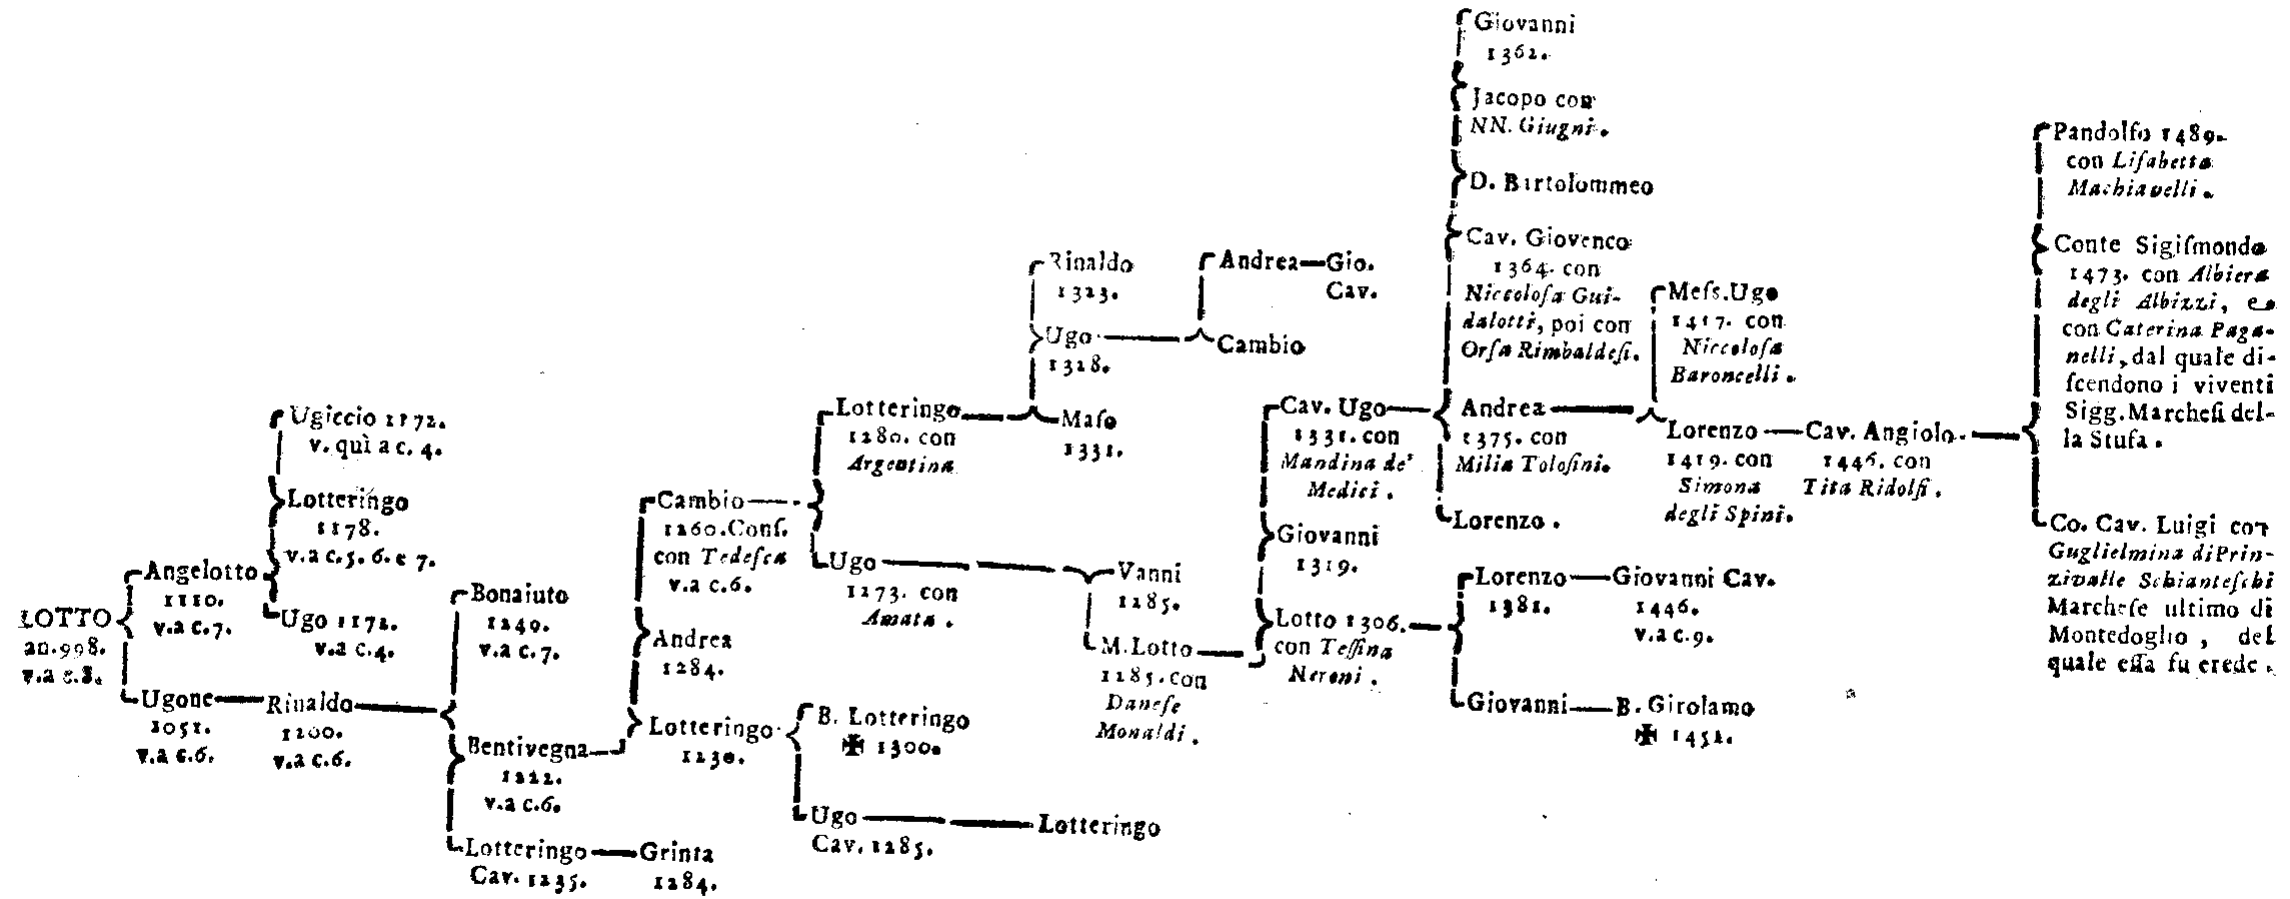 LOTTO
an.998.
v.a c.8.
Angelotto
1110.
v.a c.7.
Ugone
1051.
v.a c.6.
Ugiccio 1172.
v. quì a c. 4.
Lotteringo
1178.
v.a c.5.6.e 7.
Ugo 1172.
v.a c.4.
Rinaldo
1200.
v.a c.6.
Bonaiuto
1249.
v.a c.7.
Bentivegna
1222.
v.a c.6.
Lotteringo
Cav. 1235.
Grinta
1284.
Cambio
1260.Conſ.
con Tedeſca
v.a c.6.
Andrea
1284.
Lotteringo
1230.
B. Lotteringo
✠ 1300.
Ugo
Cav. 1285.
Lotteringo
Lotteringo
1280. con
Argentina
Ugo
1273. con
Amata.
Rinaldo
1323.
Ugo
1328.
Maſo
1331.
Andrea—Gio.
Cav.
Cambio
Vanni
1285.
M.Lotto
1285.con
Daneſe
Monaldi.
Cav. Ugo
1331. con
Mandina de'
Medici.
Giovanni
1319.
Lotto 1306.
con Teſſina
Neroni.
Giovanni
1362.
Jacopo con
NN. Giugni.
D. Bartolommeo
Cav. Giovenco
1364. con
Niccoloſa Gui-
dalotti, poi con
Orſa Rimbaldeſi.
Andrea
1375. con
Milia Toloſini.
Lorenzo.
Lorenzo—Giovanni Cav.
1381.
1446.
v.a c.9.
Giovanni—B. Girolamo
✠ 1452.
Meſs.Ugo
1417. con
Niccoloſa
Baroncelli.
Lorenzo—Cav. Angiolo
1419. con
Simona
degli Spini.
1446. con
Tita Ridolfi.
Pandolfo 1489.
con Liſabetta
Machiavelli.
Conte Sigiſmondo
1473. con Albiera
degli Albizzi, e
con Caterina Paga-
nelli, dal quale di-
ſcendono i viventi
Sigg. Marcheſi del-
la Stufa.
Co. Cav. Luigi con
Guglielmina di Prin-
zivalle Schianteſchi
Marcheſe ultimo di
Montedoglio, del
quale eſſa fu erede.